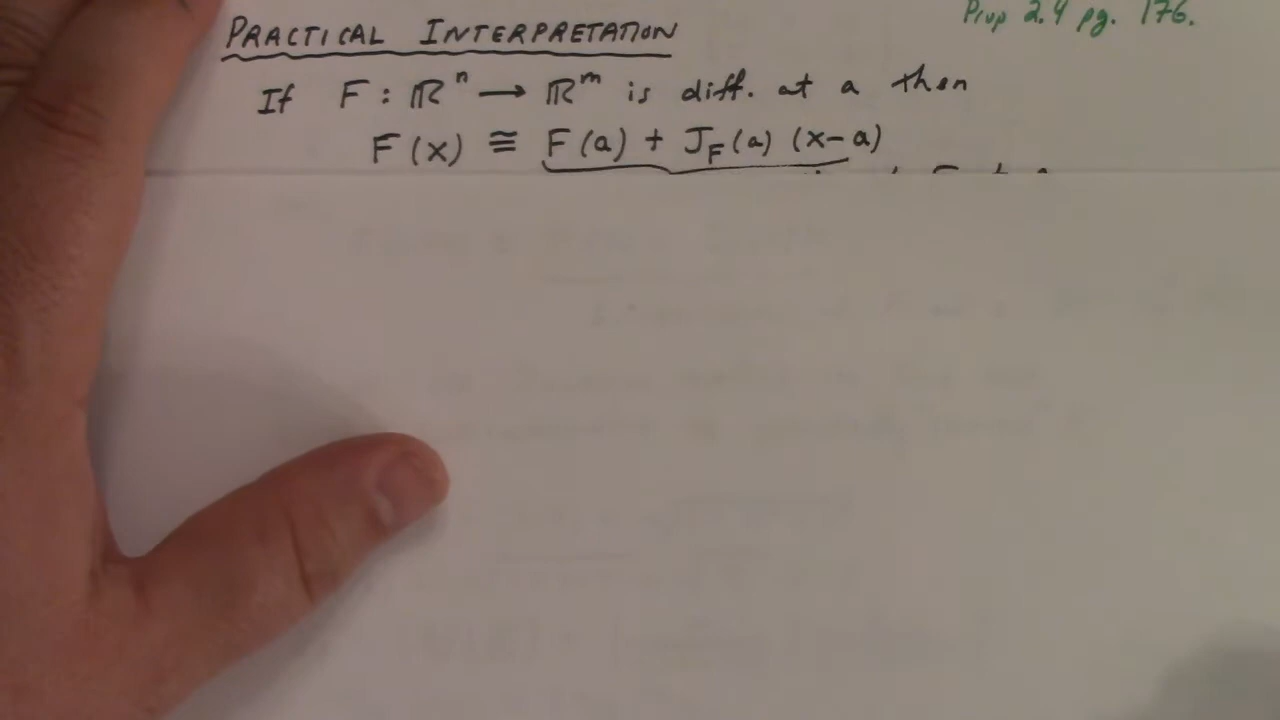 PRACTICAL INTERPRETATION
Prop 2.4 pg. 176.
If F : ℝⁿ → ℝᵐ is diff. at a then
F(x) ≅ F(a) + J_F(a) (x-a)